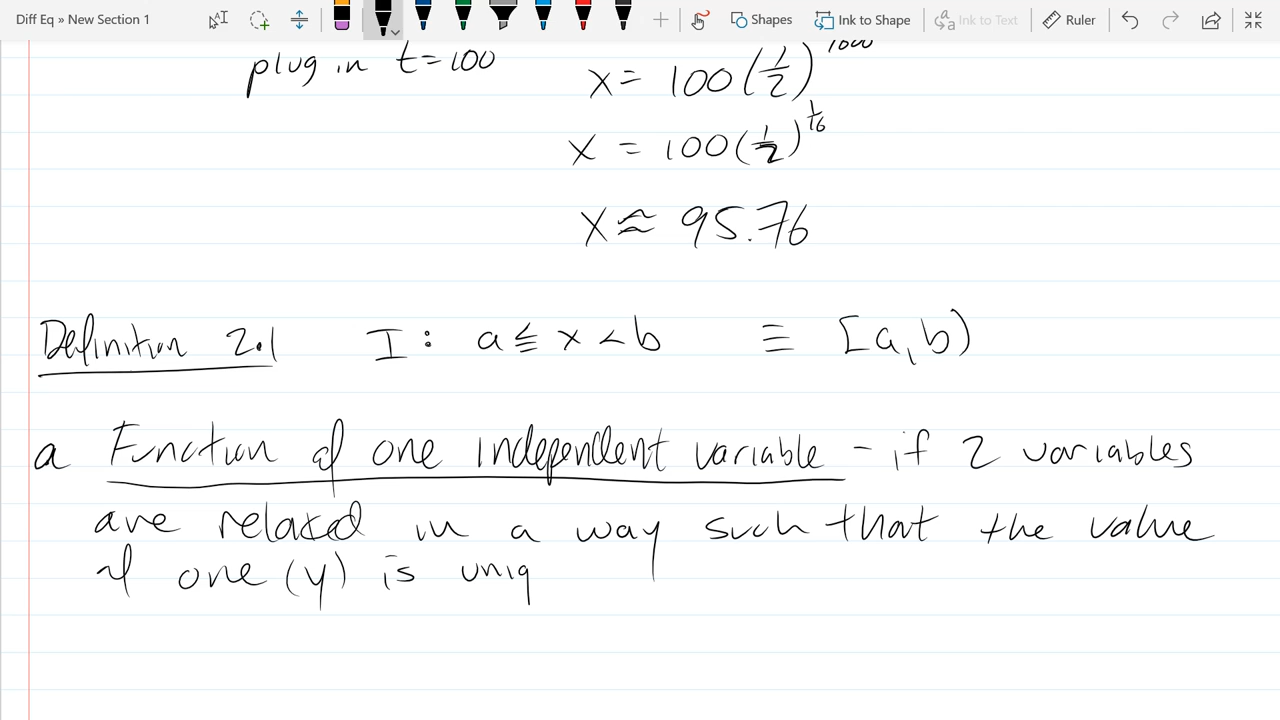 Diff Eq » New Section 1
Shapes
Ink to Shape
Ink to Text
Ruler
plug in t=100
x = 100(1/2)
x = 100(1/2)^1/16
x ≈ 95.76
Definition 2.1 I: a ≤ x < b ≡ [a,b)
a Function of one independent variable - if 2 variables
are related in a way such that the value
of one (y) is uniq